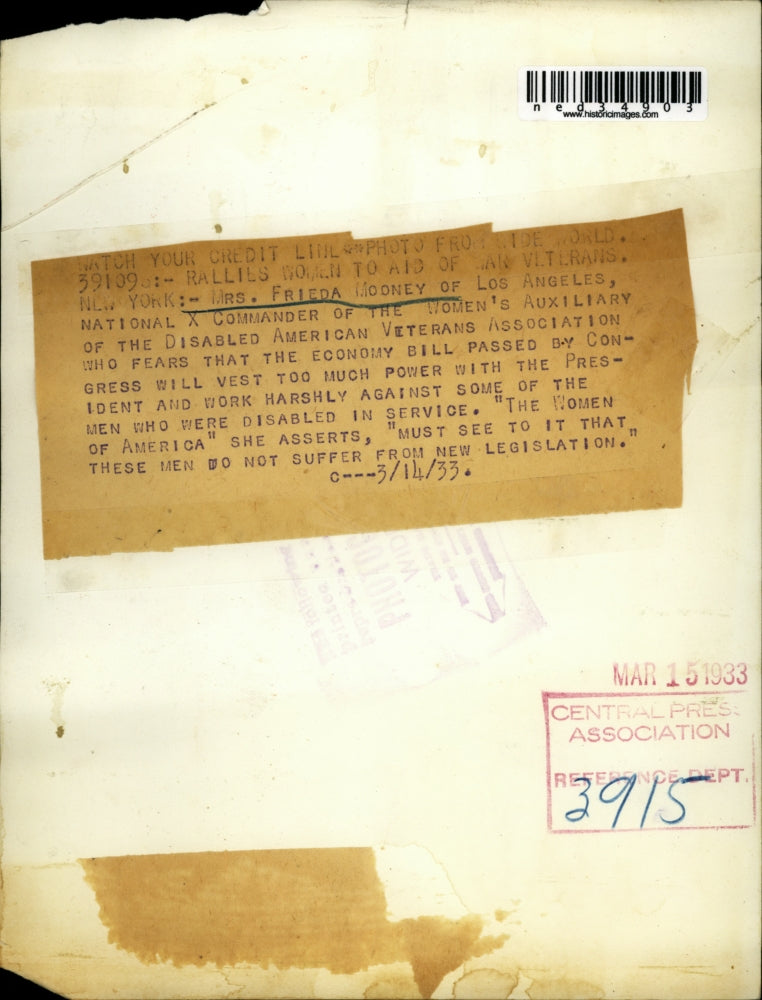 ned34903
www.historicimages.com
WATCH YOUR CREDIT LINE**PHOTO FROM WIDE WORLD.
391098:- RALLIES WOMEN TO AID OF WAR VETERANS.
NEW YORK:- MRS. FRIEDA MOONEY OF LOS ANGELES,
NATIONAL X COMMANDER OF THE WOMEN'S AUXILIARY
OF THE DISABLED AMERICAN VETERANS ASSOCIATION
WHO FEARS THAT THE ECONOMY BILL PASSED BY CON-
GRESS WILL VEST TOO MUCH POWER WITH THE PRES-
IDENT AND WORK HARSHLY AGAINST SOME OF THE
MEN WHO WERE DISABLED IN SERVICE. "THE WOMEN
OF AMERICA" SHE ASSERTS, "MUST SEE TO IT THAT
THESE MEN DO NOT SUFFER FROM NEW LEGISLATION."
C---3/14/33.
PHOTO
WID
MAR 15 1933
CENTRAL PRESS
ASSOCIATION
REFERENCE DEPT.
3915